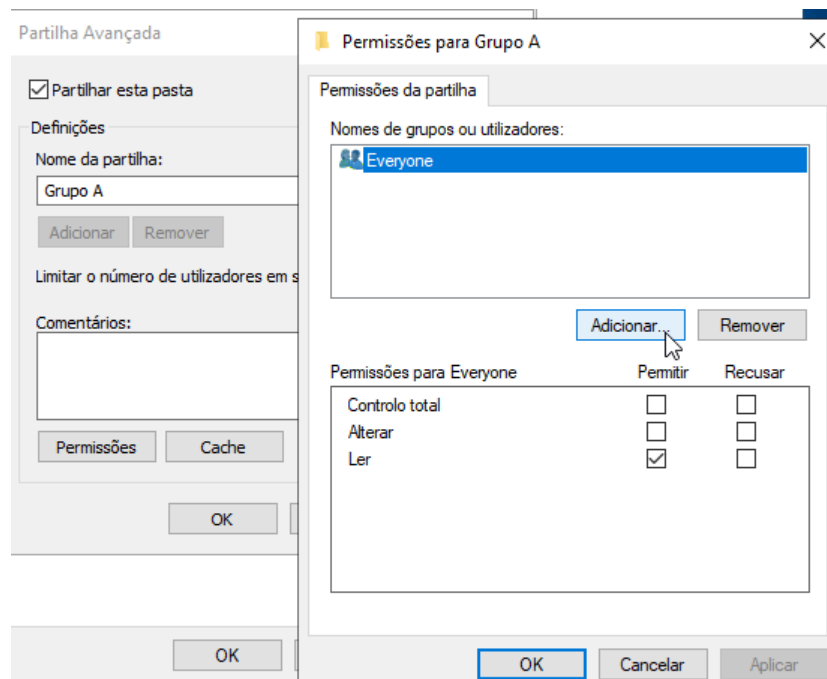 Partilha Avançada
Partilhar esta pasta
Definições
Nome da partilha:
Grupo A
Adicionar
Remover
Limitar o número de utilizadores em s
Comentários:
Permissões
Cache
OK
OK
Permissões para Grupo A
Permissões da partilha
Nomes de grupos ou utilizadores:
Everyone
Adicionar...
Remover
Permissões para Everyone
Permitir
Recusar
Controlo total
Alterar
Ler
OK
Cancelar
Aplicar